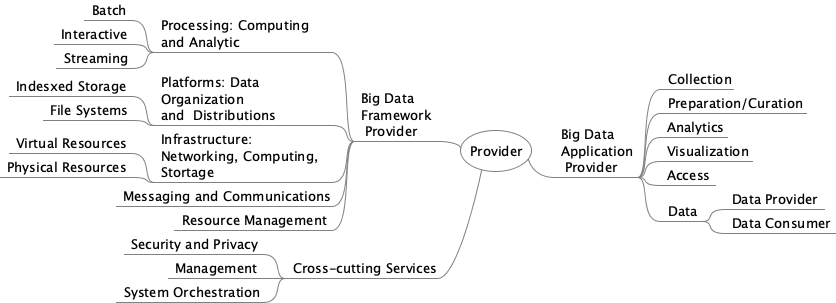 Batch
Interactive
Streaming
Processing: Computing
and Analytic
Indesxed Storage
File Systems
Platforms: Data
Organization
and Distributions
Virtual Resources
Physical Resources
Infrastructure:
Networking, Computing,
Stortage
Messaging and Communications
Resource Management
Big Data
Framework
Provider
Security and Privacy
Management
System Orchestration
Cross-cutting Services
Provider
Big Data
Application
Provider
Collection
Preparation/Curation
Analytics
Visualization
Access
Data
Data Provider
Data Consumer